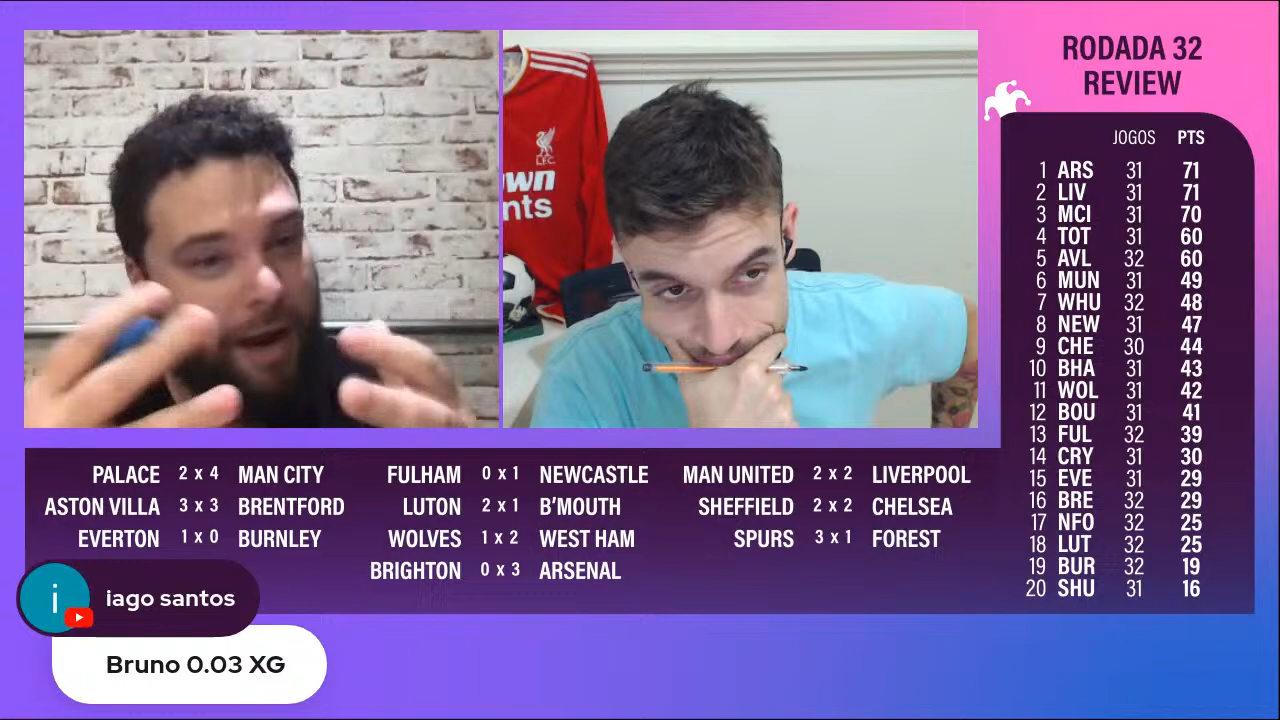 RODADA 32
REVIEW
JOGOS PTS
1 ARS 31 71
2 LIV 31 71
3 MCI 31 70
4 TOT 31 60
5 AVL 32 60
6 MUN 31 49
7 WHU 32 48
8 NEW 31 47
9 CHE 30 44
10 BHA 31 43
11 WOL 31 42
12 BOU 31 41
13 FUL 32 39
14 CRY 31 30
15 EVE 31 29
16 BRE 32 29
17 NFO 32 25
18 LUT 32 25
19 BUR 32 19
20 SHU 31 16
L.F.C.
wn
nts
PALACE 2 x 4 MAN CITY
ASTON VILLA 3 x 3 BRENTFORD
EVERTON 1 x 0 BURNLEY
FULHAM 0 x 1 NEWCASTLE
LUTON 2 x 1 B'MOUTH
WOLVES 1 x 2 WEST HAM
BRIGHTON 0 x 3 ARSENAL
MAN UNITED 2 x 2 LIVERPOOL
SHEFFIELD 2 x 2 CHELSEA
SPURS 3 x 1 FOREST
i
iago santos
Bruno 0.03 XG